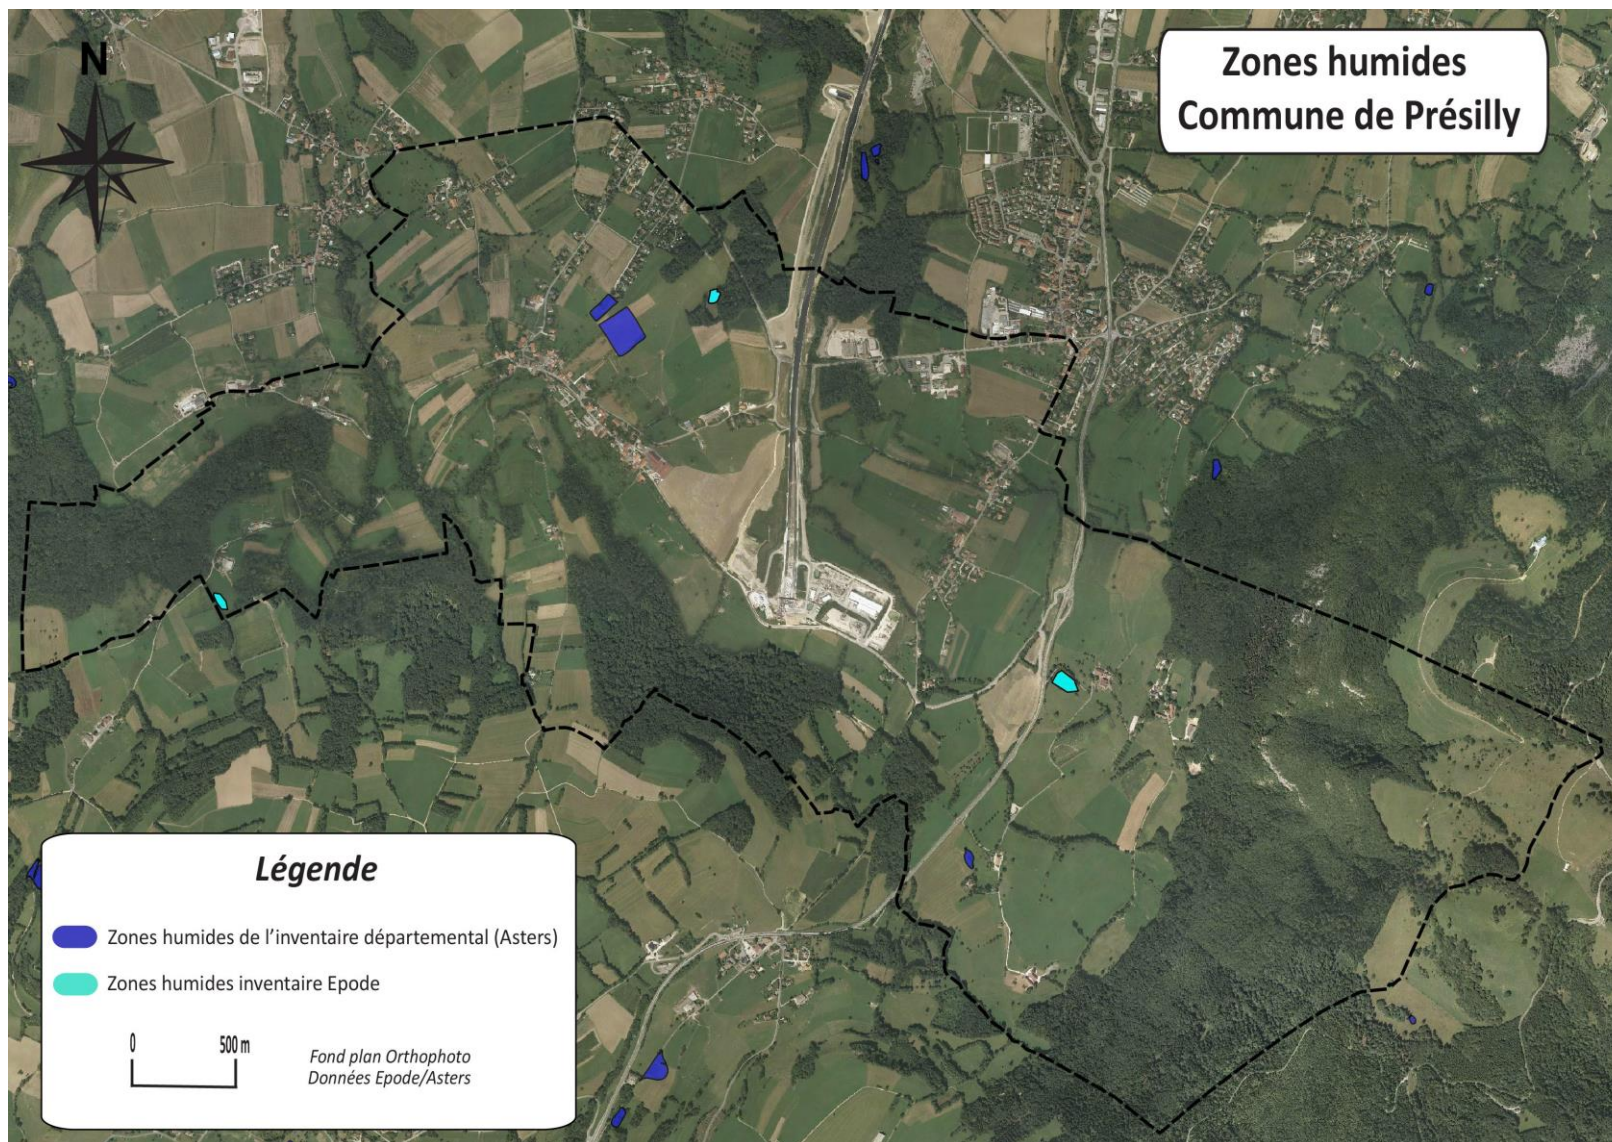 N
Zones humides
Commune de Présilly
Légende
Zones humides de l’inventaire départemental (Asters)
Zones humides inventaire Epode
0 500 m
Fond plan Orthophoto
Données Epode/Asters